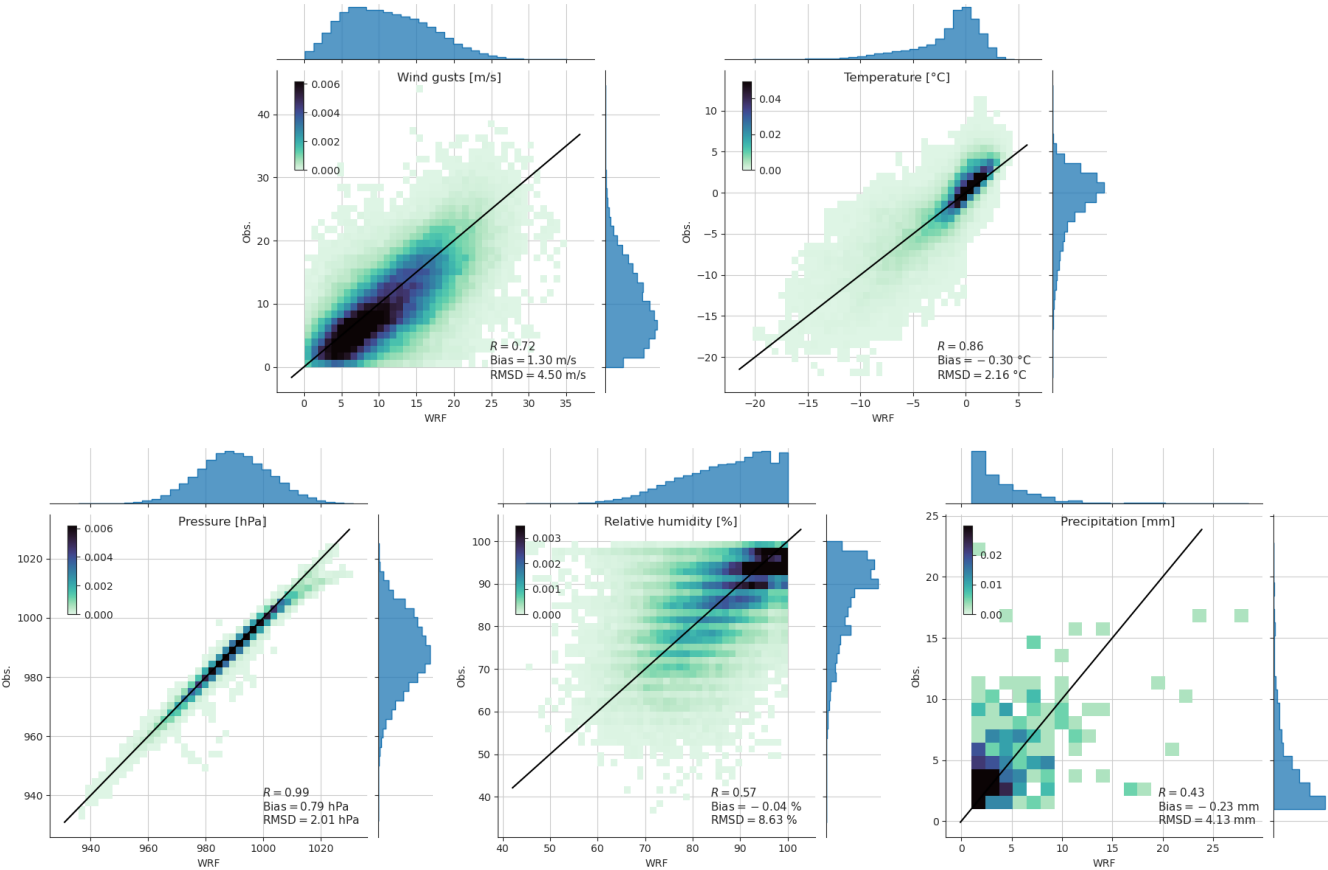 Wind gusts [m/s]
0.006
0.004
0.002
0.000
40
30
20
10
0
Obs.
R = 0.72
Bias = 1.30 m/s
RMSD = 4.50 m/s
0 5 10 15 20 25 30 35
WRF
Temperature [°C]
0.04
0.02
0.00
10
5
0
−5
−10
−15
−20
Obs.
R = 0.86
Bias = − 0.30 °C
RMSD = 2.16 °C
−20 −15 −10 −5 0 5
WRF
Pressure [hPa]
0.006
0.004
0.002
0.000
1020
1000
980
960
940
Obs.
R = 0.99
Bias = 0.79 hPa
RMSD = 2.01 hPa
940 960 980 1000 1020
WRF
Relative humidity [%]
0.003
0.002
0.001
0.000
100
90
80
70
60
50
40
Obs.
R = 0.57
Bias = − 0.04 %
RMSD = 8.63 %
40 50 60 70 80 90 100
WRF
Precipitation [mm]
0.02
0.01
0.00
25
20
15
10
5
0
Obs.
R = 0.43
Bias = − 0.23 mm
RMSD = 4.13 mm
0 5 10 15 20 25
WRF